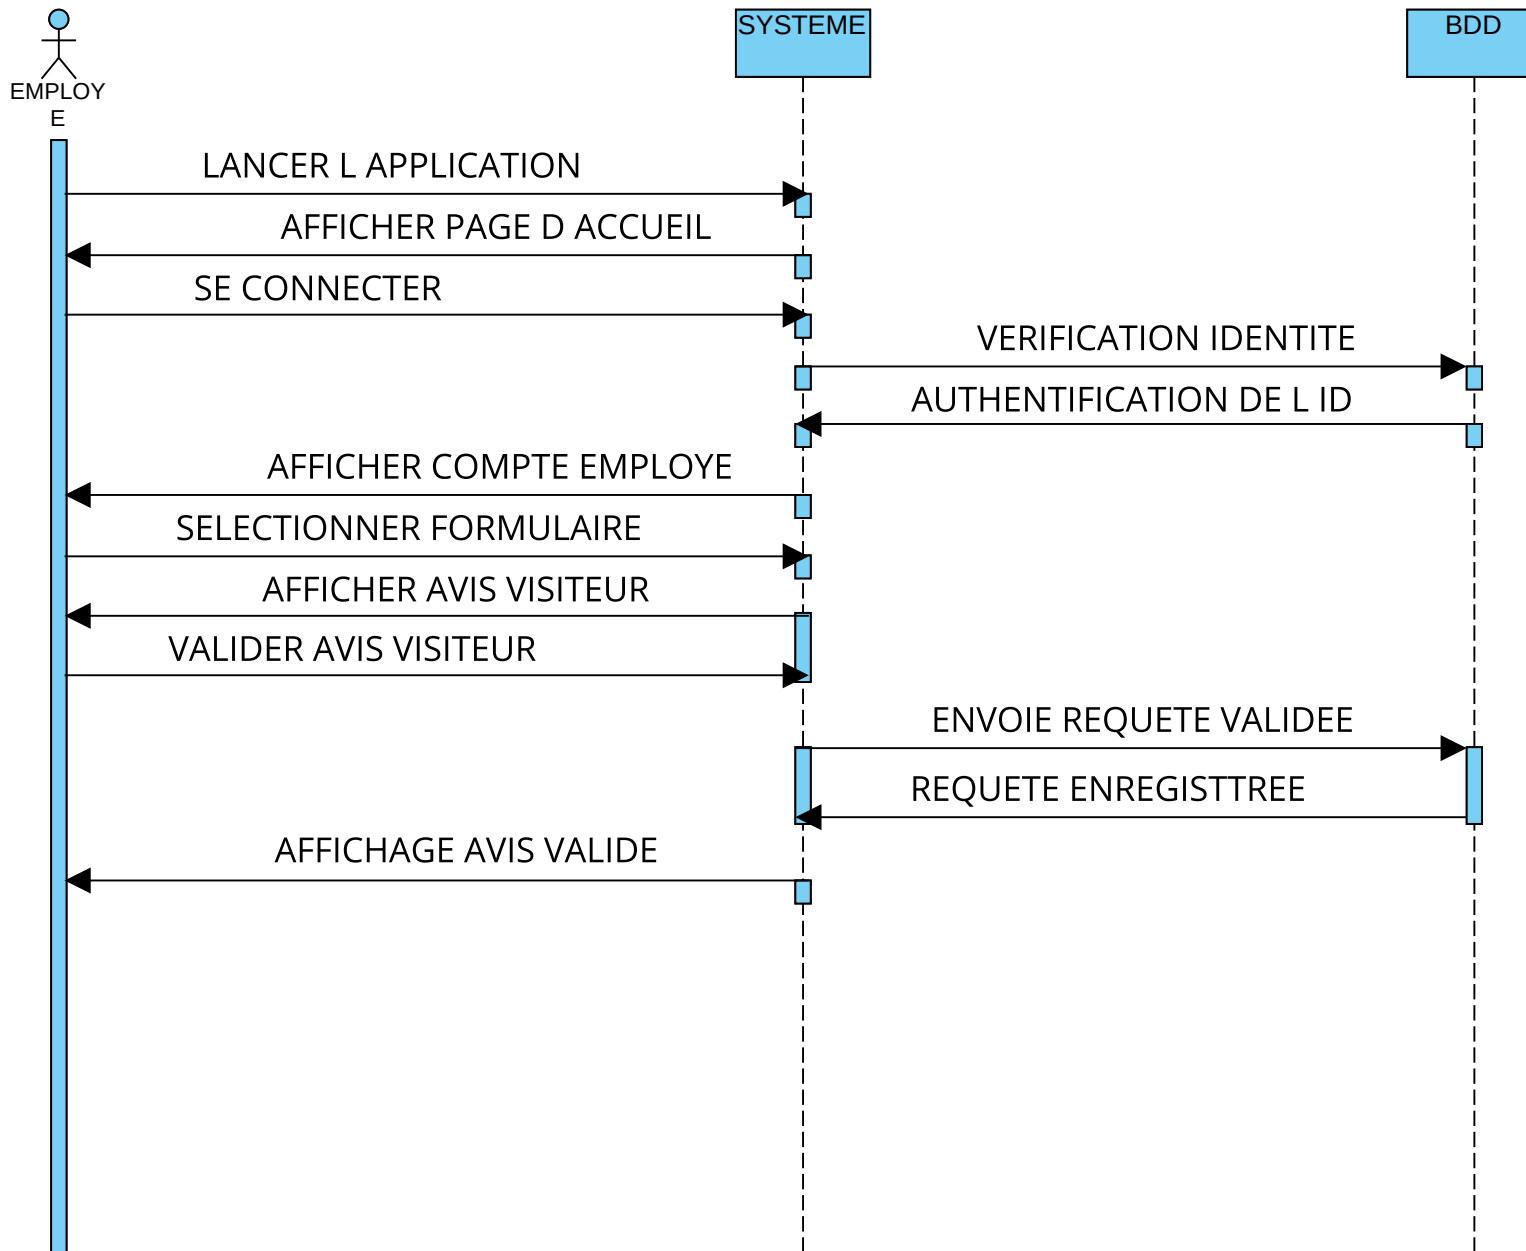 EMPLOY
E
SYSTEME
BDD
LANCER L APPLICATION
AFFICHER PAGE D ACCUEIL
SE CONNECTER
VERIFICATION IDENTITE
AUTHENTIFICATION DE L ID
AFFICHER COMPTE EMPLOYE
SELECTIONNER FORMULAIRE
AFFICHER AVIS VISITEUR
VALIDER AVIS VISITEUR
ENVOIE REQUETE VALIDEE
REQUETE ENREGISTTREE
AFFICHAGE AVIS VALIDE